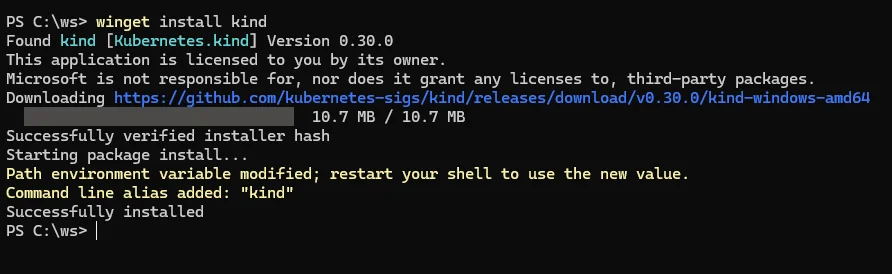 PS C:\ws> winget install kind
Found kind [Kubernetes.kind] Version 0.30.0
This application is licensed to you by its owner.
Microsoft is not responsible for, nor does it grant any licenses to, third-party packages.
Downloading https://github.com/kubernetes-sigs/kind/releases/download/v0.30.0/kind-windows-amd64
10.7 MB / 10.7 MB
Successfully verified installer hash
Starting package install...
Path environment variable modified; restart your shell to use the new value.
Command line alias added: "kind"
Successfully installed
PS C:\ws>